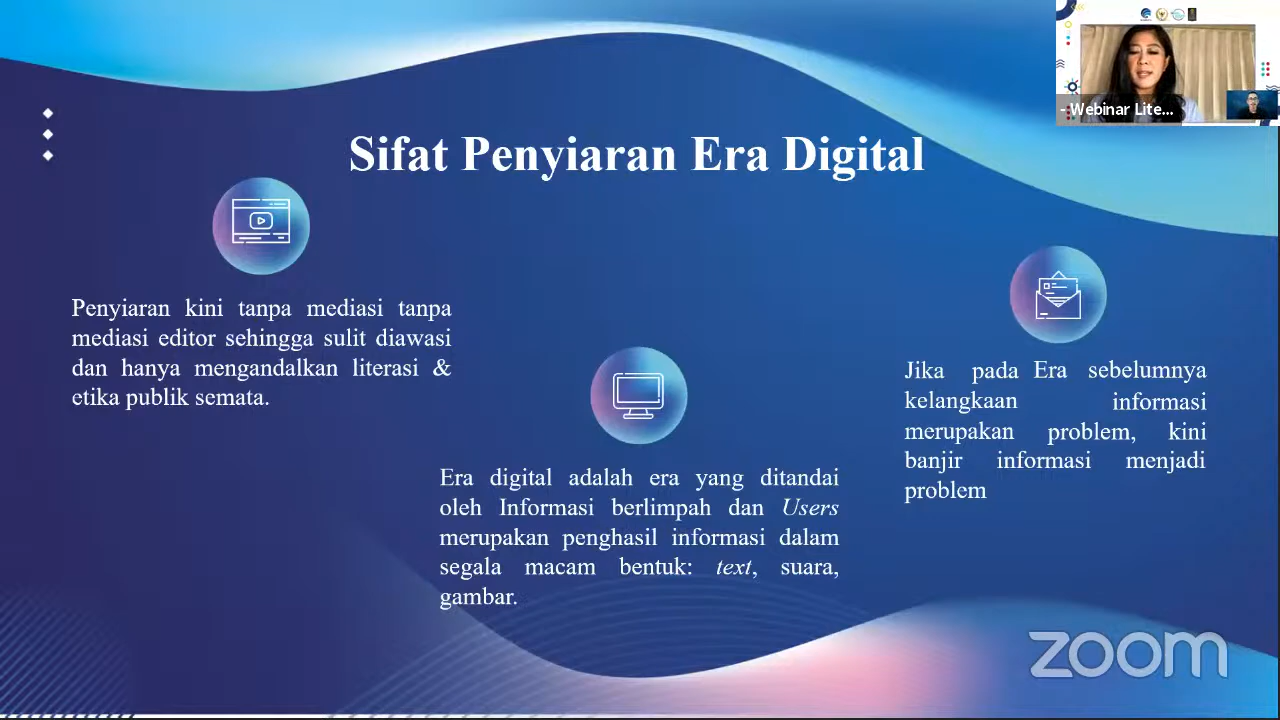 Sifat Penyiaran Era Digital
Penyiaran kini tanpa mediasi tanpa
mediasi editor sehingga sulit diawasi
dan hanya mengandalkan literasi &
etika publik semata.
Era digital adalah era yang ditandai
oleh Informasi berlimpah dan Users
merupakan penghasil informasi dalam
segala macam bentuk: text, suara,
gambar.
Jika pada Era sebelumnya
kelangkaan informasi
merupakan problem, kini
banjir informasi menjadi
problem
- Webinar Lite...
zoom